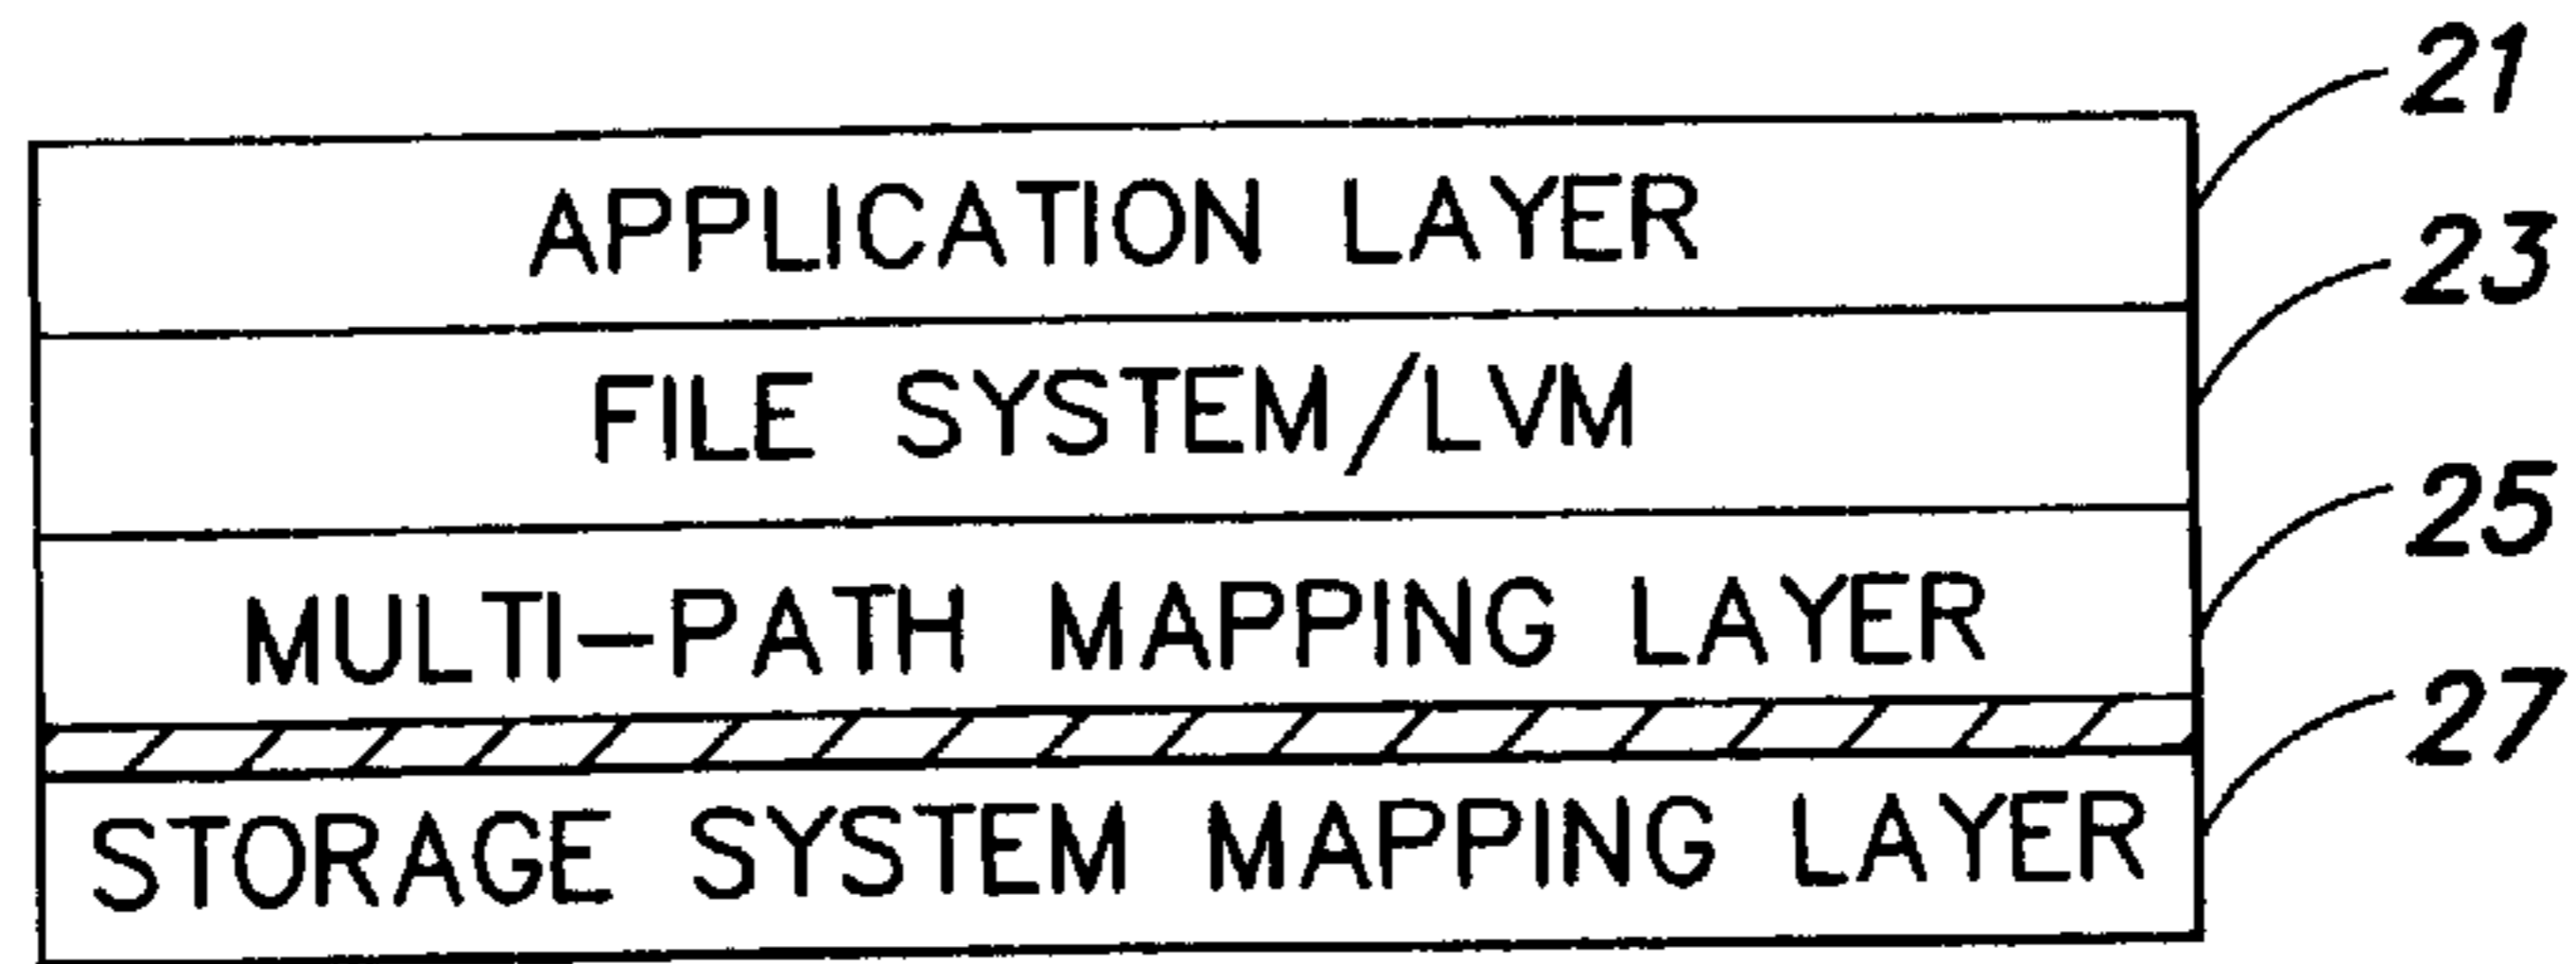 21
APPLICATION LAYER
23
FILE SYSTEM/LVM
25
MULTI-PATH MAPPING LAYER
27
STORAGE SYSTEM MAPPING LAYER